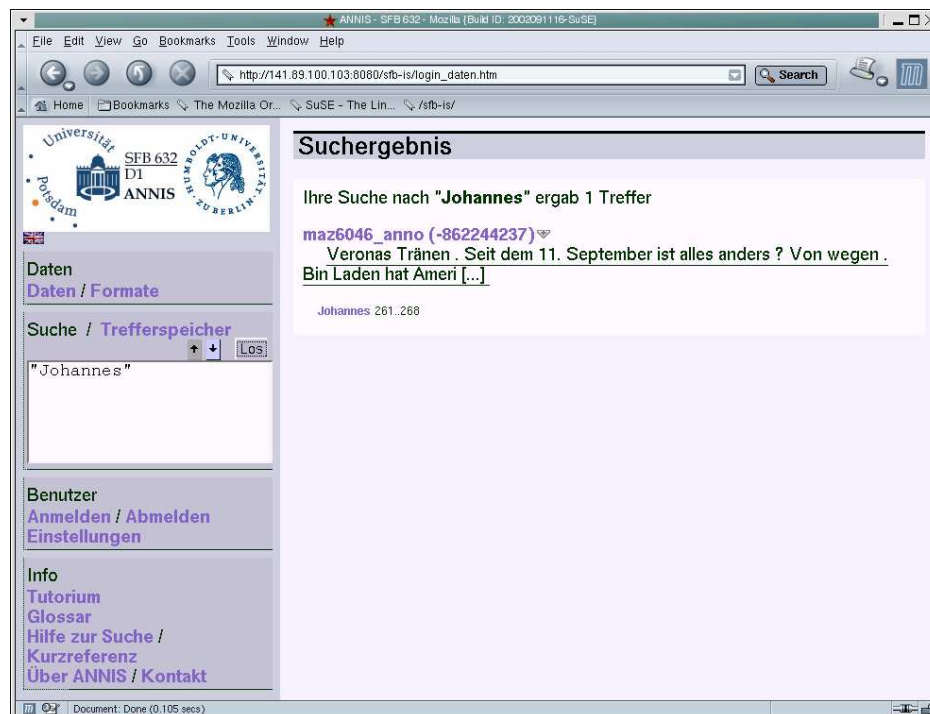 ANNIS - SFB 632 - Mozilla {Build ID: 2002091116-SuSE}
File Edit View Go Bookmarks Tools Window Help
http://141.89.100.103:8080/sfb-is/login_daten.htm Search
Home Bookmarks The Mozilla Or... SuSE - The Lin... /sfb-is/
Universität Potsdam
SFB 632
D1
ANNIS
HUMBOLDT-UNIVERSITÄT ZU BERLIN
Daten
Daten / Formate
Suche / Trefferspeicher
Los
"Johannes"
Benutzer
Anmelden / Abmelden
Einstellungen
Info
Tutorium
Glossar
Hilfe zur Suche /
Kurzreferenz
Über ANNIS / Kontakt
Suchergebnis
Ihre Suche nach "Johannes" ergab 1 Treffer
maz6046_anno (-862244237)
Veronas Tränen . Seit dem 11. September ist alles anders ? Von wegen .
Bin Laden hat Ameri [...]
Johannes 261..268
Document: Done (0.105 secs)